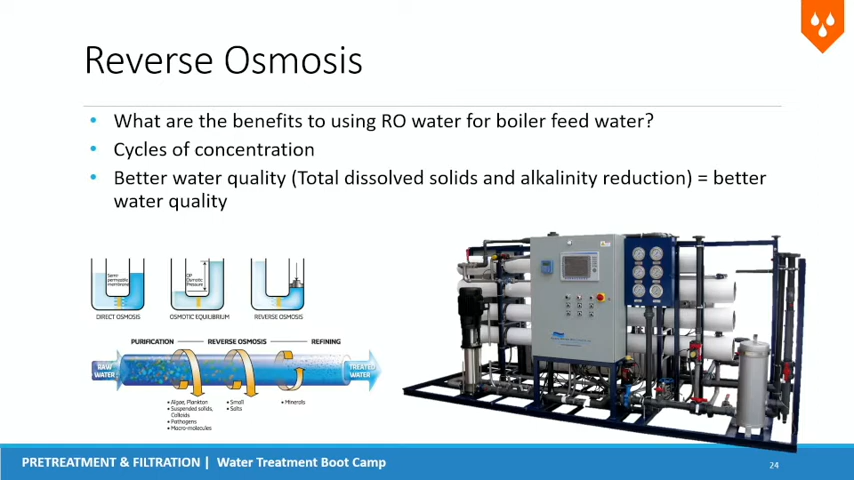 Reverse Osmosis
• What are the benefits to using RO water for boiler feed water?
• Cycles of concentration
• Better water quality (Total dissolved solids and alkalinity reduction) = better
water quality
Semi
permeable
membrane
OP
Osmotic
Pressure
DIRECT OSMOSIS
OSMOTIC EQUILIBRIUM
REVERSE OSMOSIS
PURIFICATION
REVERSE OSMOSIS
REFINING
RAW
WATER
TREATED
WATER
• Algae, Plankton
• Suspended solids,
Colloids
• Pathogens
• Macro-molecules
• Small
• Salts
• Minerals
PRETREATMENT & FILTRATION | Water Treatment Boot Camp
24